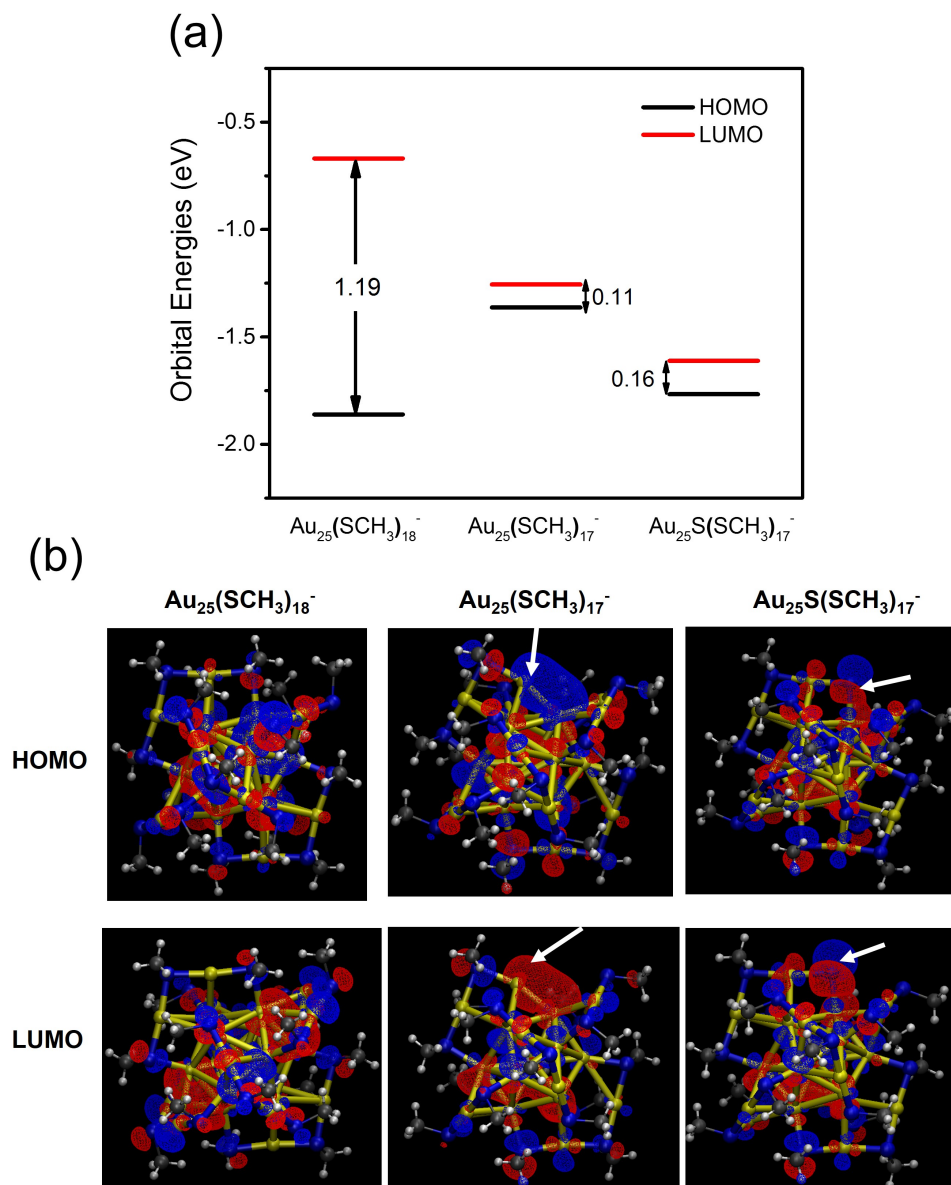 (a)
HOMO
LUMO
Orbital Energies (eV)
-0.5
-1.0
-1.5
-2.0
1.19
0.11
0.16
Au25(SCH3)18-
Au25(SCH3)17-
Au25S(SCH3)17-
(b)
Au25(SCH3)18-
Au25(SCH3)17-
Au25S(SCH3)17-
HOMO
LUMO